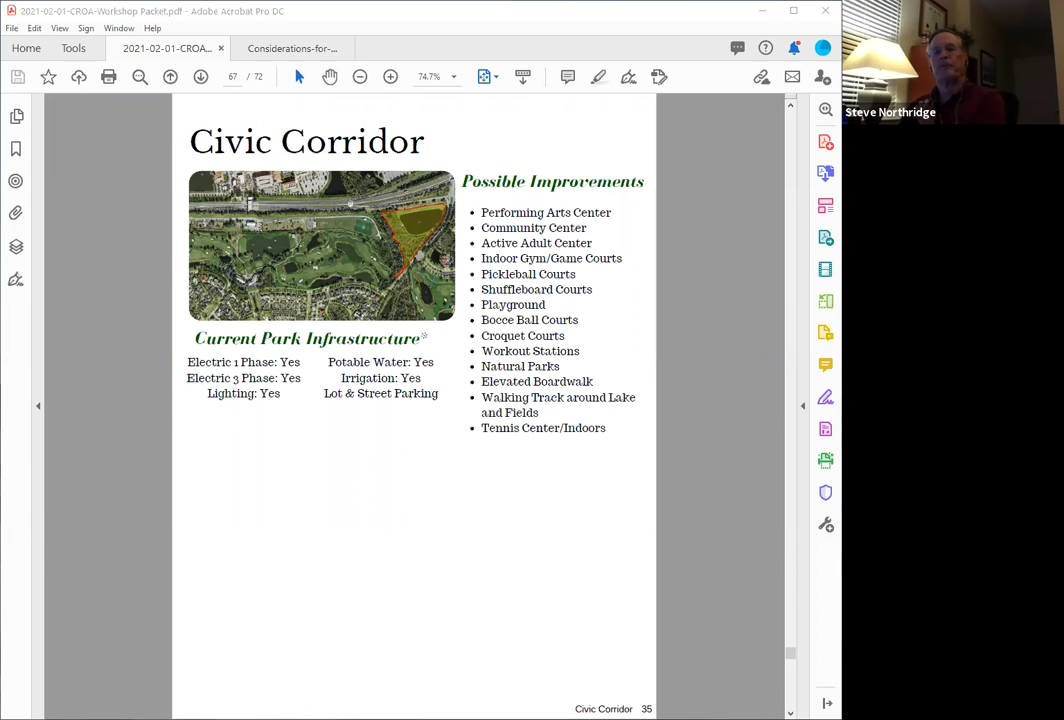 2021-02-01-CROA-Workshop Packet.pdf - Adobe Acrobat Pro DC
File Edit View Sign Window Help
Home Tools 2021-02-01-CROA... × Considerations-for-...
67 / 72 74.7%
Steve Northridge
Civic Corridor
Possible Improvements
• Performing Arts Center
• Community Center
• Active Adult Center
• Indoor Gym/Game Courts
• Pickleball Courts
• Shuffleboard Courts
• Playground
• Bocce Ball Courts
• Croquet Courts
• Workout Stations
• Natural Parks
• Elevated Boardwalk
• Walking Track around Lake
and Fields
• Tennis Center/Indoors
Current Park Infrastructure*
Electric 1 Phase: Yes Potable Water: Yes
Electric 3 Phase: Yes Irrigation: Yes
Lighting: Yes Lot & Street Parking
Civic Corridor 35